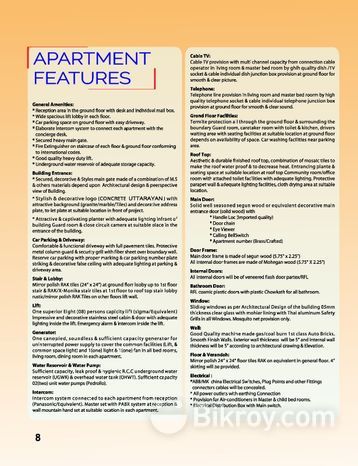 APARTMENT
FEATURES
General Amenities:
* Reception area in the ground floor with desk and individual mail box.
* Wide spacious lift lobby in each floor.
* Car parking space on ground floor with easy driveway.
* Elaborate intercom system to connect each apartment with the
concierge desk.
* Secured heavy main gate.
* Fire Extinguisher on staircase of each floor & ground floor conforming
to international codes.
* Good quality heavy duty lift.
* Underground water reservoir of adequate storage capacity.
Building Entrance:
* Secured, decorative & Styles main gate made of a combination of M.S
& others materials depend upon Architectural design & perspective
view of Building.
* Stylish & decorative logo (CONCRETE UTTARAYAN) with
attractive background (granite/marble/Tiles) and decorative address
plate, to let plate at suitable location in front of project.
* Attractive & captivating planter with adequate lighting infront of
building Guard room & close circuit camera at suitable place in the
entrance of the building.
Car Parking & Driveway:
Comfortable & functional driveway with full pavement tiles. Protective
metal column guard & security gate with fiber sheet over boundary wall.
Reserve car parking with proper marking & car parking number plate
striking & decorative false ceiling with adequate lighting at parking &
driveway area.
Stair & Lobby:
Mirror polish RAK tiles (24" x 24") at ground floor lobby up to 1st floor
stair & RAK/X-Monika stair tiles at 1st floor to roof top stair lobby
rustic/mirror polish RAK Tiles on other floors lift wall.
Lift:
One superior Eight (08) persons capacity lift (sigma/Equivalent)
Impressive and decorative stainless steel cabin & door with adequate
lighting inside the lift. Emergency alarm & intercom inside the lift.
Generator:
One canopied, soundless & sufficient capacity generator for
uninterrupted power supply to cover the common facilities (Lift &
common space light) and 1(one) light & 1(one) fan in all bed rooms,
living room, dining room in each apartment.
Water Reservoir & Water Pump:
Sufficient capacity, leak proof & hygienic R.C.C underground water
reservoir (UGWR) & overhead water tank (OHWT). Sufficient capacity
02(two) unit water pumps (Pedrollo).
Intercom:
Intercom system connected to each apartment from reception
(Panasonic/Equivalent). Master set with PABX system at reception &
wall mountain hand set at suitable location in each apartment.
8
Cable TV:
Cable TV provision with multi channel capacity from connection cable
operator in living room & master bed room by ghih quality dish /TV
socket & cable individual dish junction box provision at ground floor for
smooth & clear picture.
Telephone:
Telephone line provision in living room and master bed room by high
quality telephone socket & cable individual telephone junction box
provision at ground floor for smooth & clear sound.
Grond Floor Facilities:
Termite protection all through the ground floor & surrounding the
boundary Guard room, caretaker room with toilet & kitchen, drivers
waiting area with seating facilities at suitable location at ground floor
depends on availability of space. Car washing facilities near parking
area.
Roof Top:
Aesthetic & durable finished roof top, combination of mosaic tiles to
make the roof water proof & to decrease heat. Ornamental plante &
seating space at suitable location at roof top Community room/office
room with attached toilet facilities with adequate lighting. Protective
parapet wall & adequate lighting facilities, cloth drying area at suitable
location.
Main Door:
Solid well seasoned segun wood or equivalent decorative main
entrance door (solid wood) with
* Handle Loc (Imported quality)
* Door chain
* Eye Viewer
* Calling BelSwitch
* Apartment number (Brass/Crafted)
Door Frame:
Main door frame is made of segun wood (5.75" x 2.25")
All internal door frames are made of Mohogan wood (5.75" X 2.25")
Internal Doors:
All internal doors will be of veneered flash door partex/RFL
Bathroom Door:
RFL cosmic plastic doors with plastic Chowkath for all bathroom.
Window:
Sliding windows as per Architectural Design of the building 05mm
thickness clear glass with mohiar lining with Thai aluminum Safety
Grills in all Windows. Mosquito net provision only.
Walls:
Good Quality machine made gas/coal burn 1st class Auto Bricks.
Smooth Finish Walls. Exterior wall thickness will be 5" and internal wall
thickness will be 5" according to architectural drawing & Elevation.
Floor & Verandah:
Mirror polish 24" x 24" floor tiles RAK on equivalent in general floor. 4"
skirting will be provided.
Electrical :
*ABB/MK china Electrical Switches, Plug Points and other Fittings
connectors cables will be concealed.
* All power outlets with earthing Connection
* Provision for Air-conditioners in Master & child bed rooms.
* Electrical Distribution Box with Main switch.
Bikroy.com